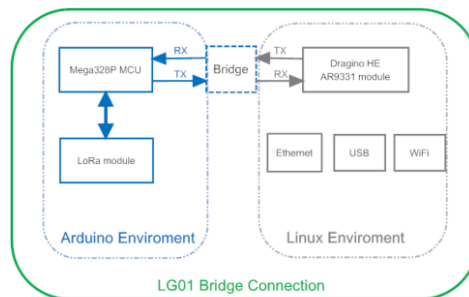 RX
TX
Mega328P MCU
TX
Bridge
RX
Dragino HE
AR9331 module
LoRa module
Ethernet
USB
WiFi
Arduino Enviroment
Linux Enviroment
LG01 Bridge Connection